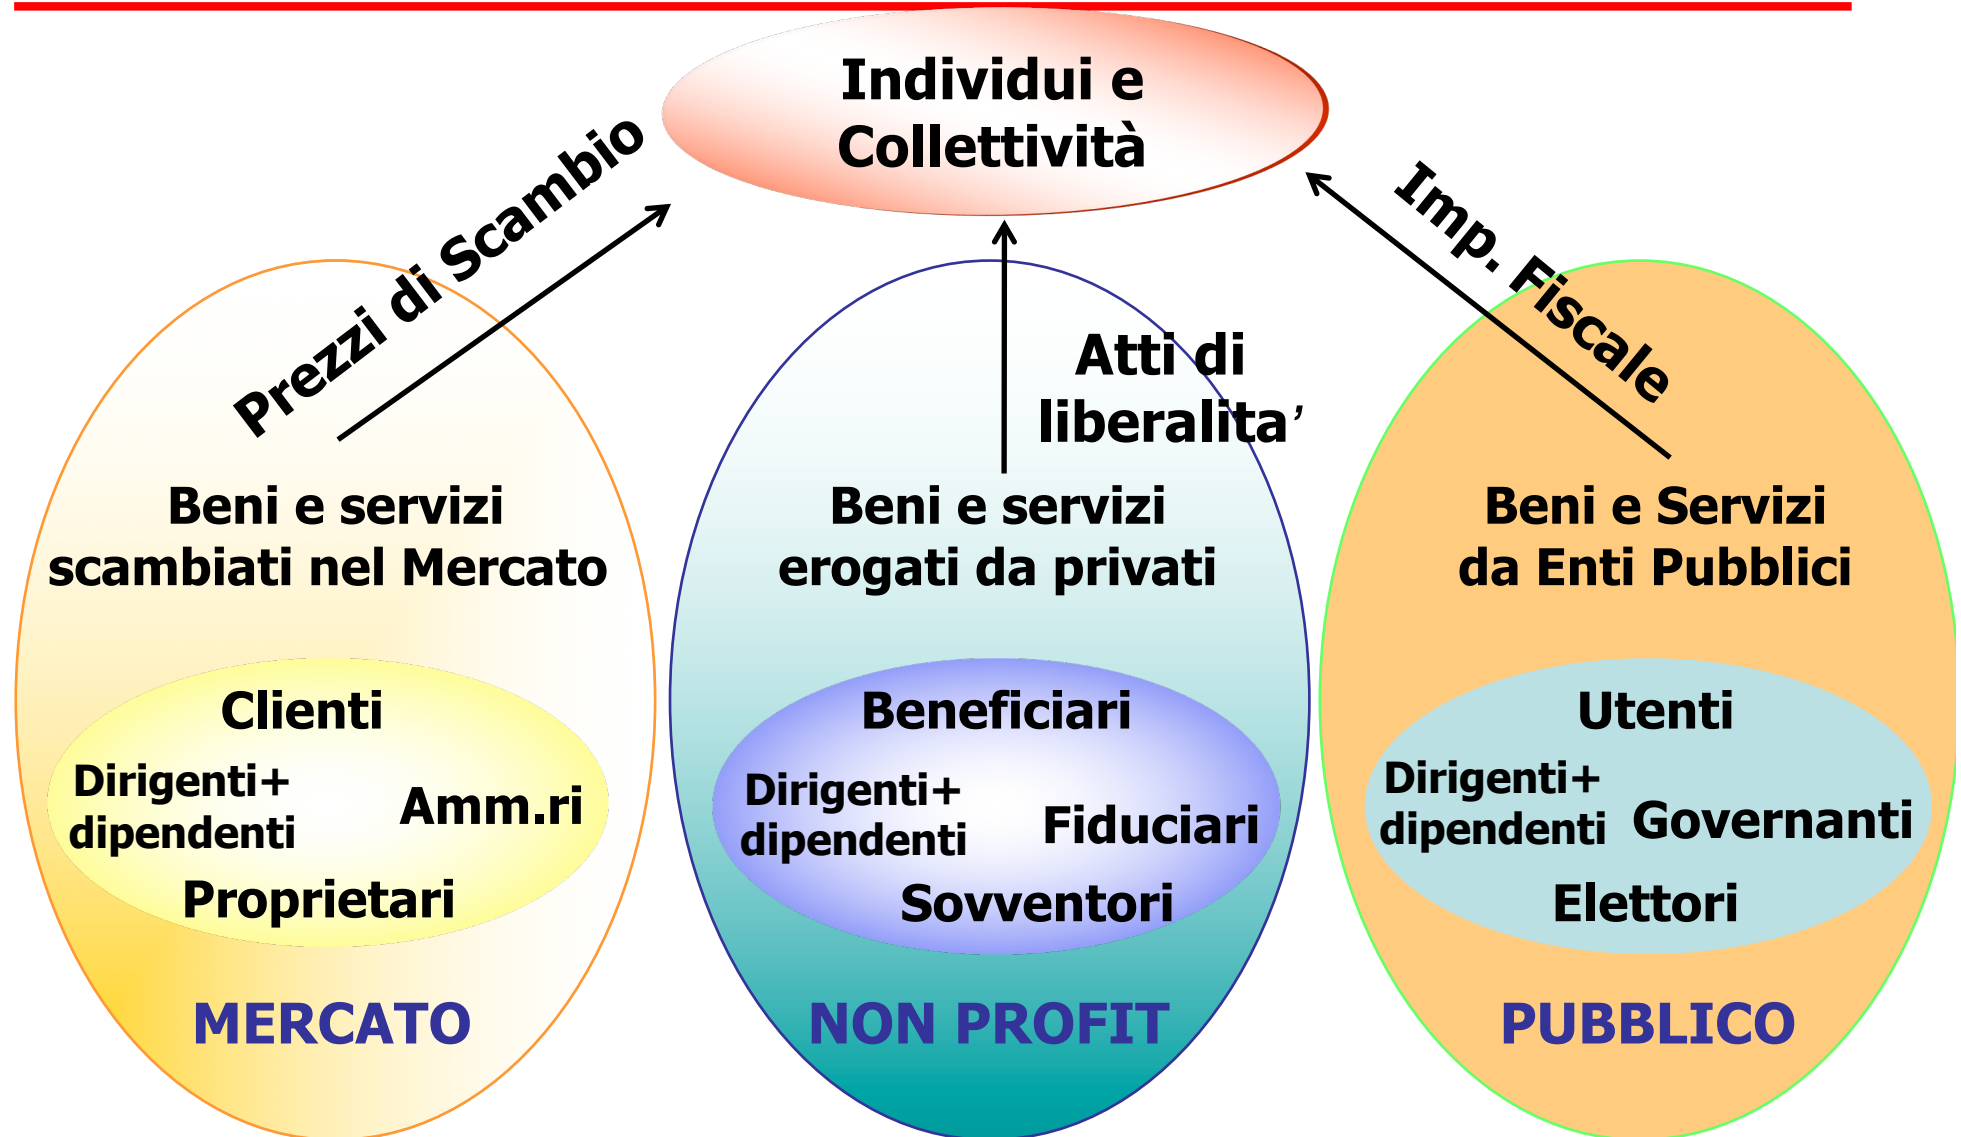 Individui e
Collettività
Prezzi di Scambio
Imp. Fiscale
Atti di
liberalita’
Beni e servizi
scambiati nel Mercato
Beni e servizi
erogati da privati
Beni e Servizi
da Enti Pubblici
Clienti
Dirigenti+
dipendenti
Amm.ri
Proprietari
Beneficiari
Dirigenti+
dipendenti
Fiduciari
Sovventori
Utenti
Dirigenti+
dipendenti
Governanti
Elettori
MERCATO
NON PROFIT
PUBBLICO